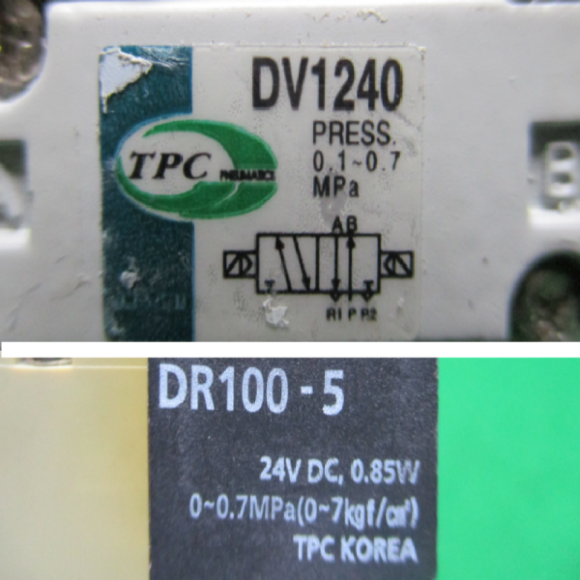 DV1240
PRESS.
0.1~0.7
MPa
TPC
PNEUMATICS
A B
R1 P R2
B
DR100 - 5
24V DC, 0.85W
0~0.7MPa(0~7kgf/㎠)
TPC KOREA